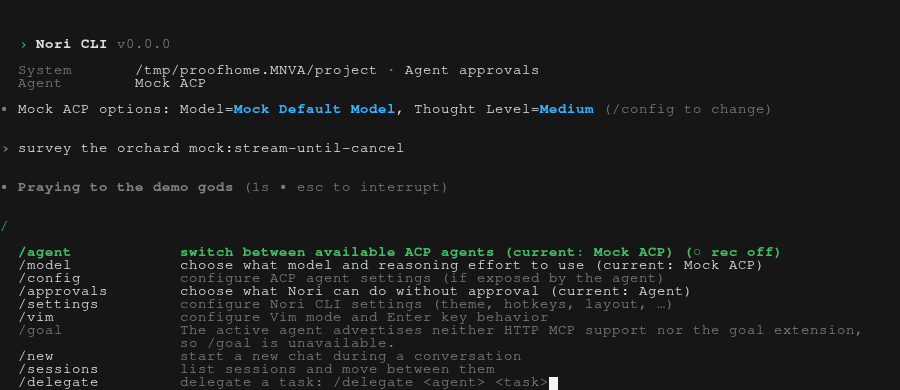 › Nori CLI v0.0.0
System /tmp/proofhome.MNVA/project · Agent approvals
Agent Mock ACP
• Mock ACP options: Model=Mock Default Model, Thought Level=Medium (/config to change)
› survey the orchard mock:stream-until-cancel
• Praying to the demo gods (1s • esc to interrupt)
/
/agent switch between available ACP agents (current: Mock ACP) (○ rec off)
/model choose what model and reasoning effort to use (current: Mock ACP)
/config configure ACP agent settings (if exposed by the agent)
/approvals choose what Nori can do without approval (current: Agent)
/settings configure Nori CLI settings (theme, hotkeys, layout, …)
/vim configure Vim mode and Enter key behavior
/goal The active agent advertises neither HTTP MCP support nor the goal extension,
so /goal is unavailable.
/new start a new chat during a conversation
/sessions list sessions and move between them
/delegate delegate a task: /delegate <agent> <task>